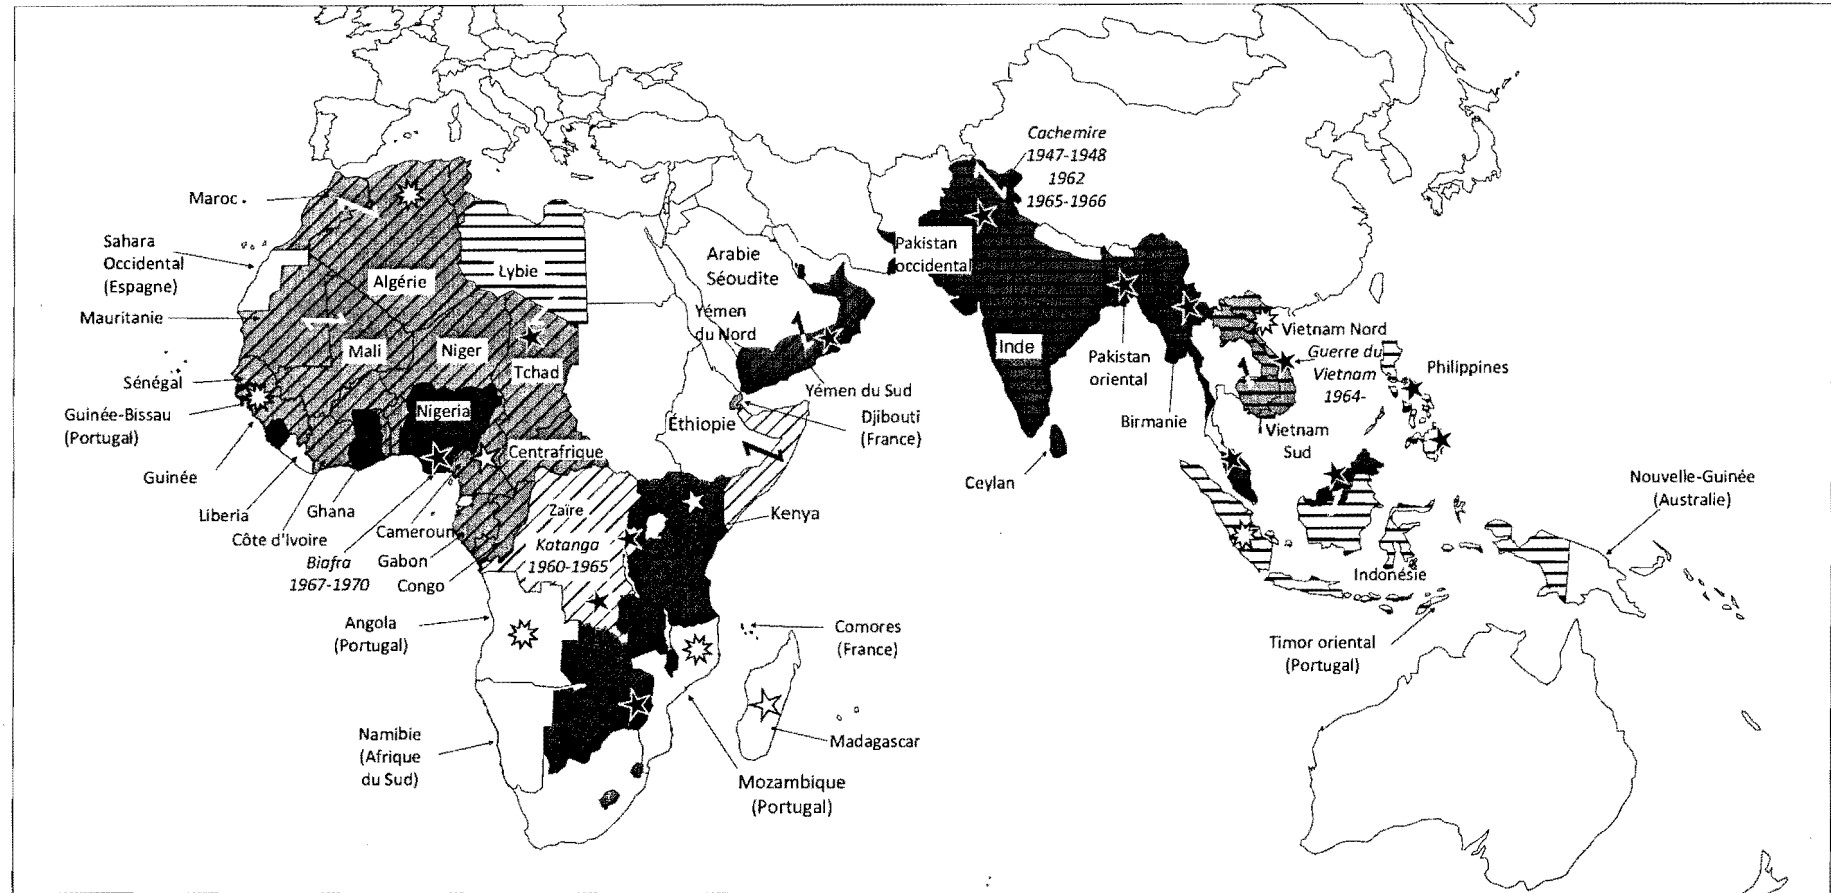 Cachemire
1947-1948
1962
1965-1966
Maroc
Sahara
Occidental
(Espagne)
Mauritanie
Sénégal
Guinée-Bissau
(Portugal)
Guinée
Liberia
Côte d'Ivoire
Ghana
Biafra
1967-1970
Cameroun
Gabon
Congo
Angola
(Portugal)
Namibie
(Afrique
du Sud)
Algérie
Lybie
Mali
Niger
Tchad
Nigeria
Centrafrique
Zaïre
Katanga
1960-1965
Éthiopie
Kenya
Arabie
Séoudite
Yémen
du Nord
Yémen du Sud
Djibouti
(France)
Comores
(France)
Madagascar
Mozambique
(Portugal)
Pakistan
occidental
Inde
Pakistan
oriental
Birmanie
Ceylan
Vietnam Nord
Guerre du
Vietnam
1964-
Vietnam
Sud
Philippines
Indonésie
Nouvelle-Guinée
(Australie)
Timor oriental
(Portugal)